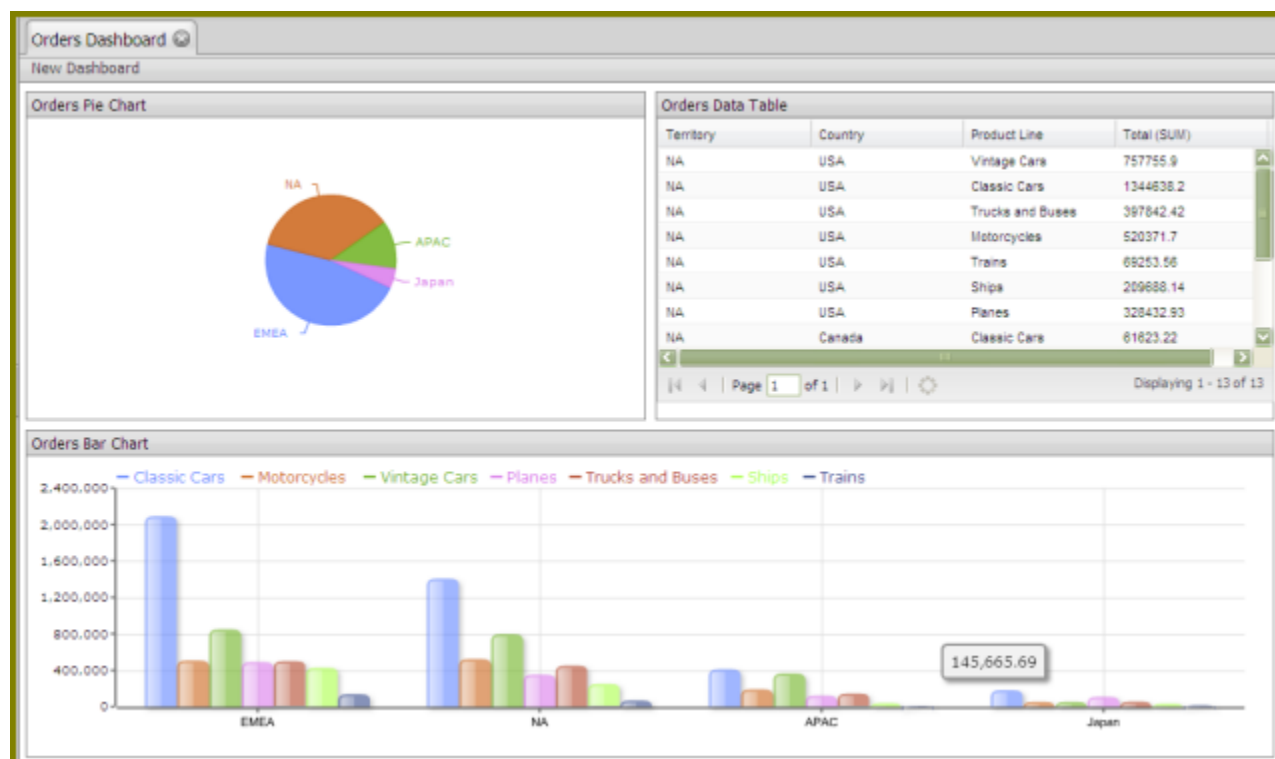 Orders Dashboard
New Dashboard
Orders Pie Chart
NA
APAC
Japan
EMEA
Orders Data Table
Territory Country Product Line Total (SUM)
NA USA Vintage Cars 757755.9
NA USA Classic Cars 1344638.2
NA USA Trucks and Buses 397842.42
NA USA Motorcycles 520371.7
NA USA Trains 69253.56
NA USA Ships 209688.14
NA USA Planes 328432.93
NA Canada Classic Cars 61623.22
Page 1 of 1 Displaying 1 - 13 of 13
Orders Bar Chart
Classic Cars Motorcycles Vintage Cars Planes Trucks and Buses Ships Trains
2,400,000
2,000,000
1,600,000
1,200,000
800,000
400,000
0
145,665.69
EMEA NA APAC Japan